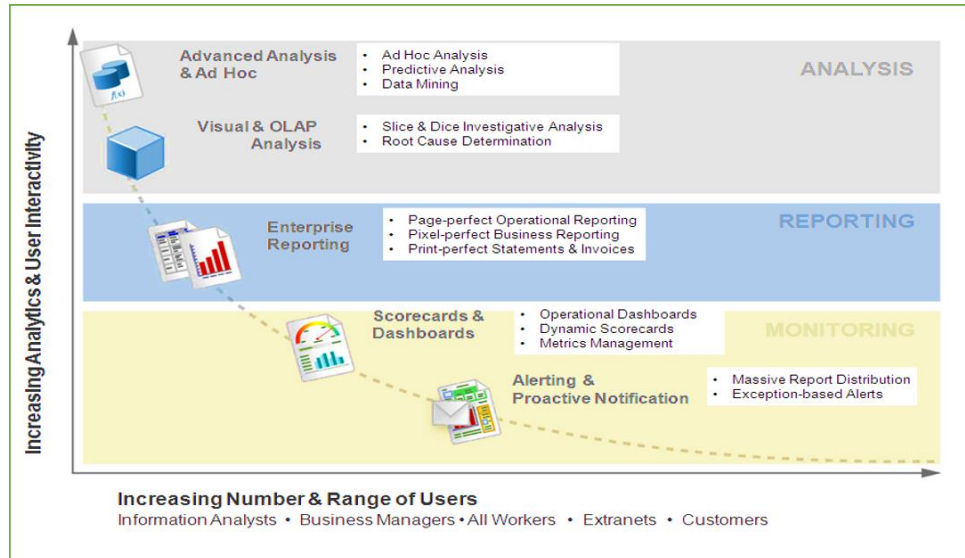 Increasing Analytics & User Interactivity
Advanced Analysis
& Ad Hoc
• Ad Hoc Analysis
• Predictive Analysis
• Data Mining
ANALYSIS
f(x)
Visual & OLAP
Analysis
• Slice & Dice Investigative Analysis
• Root Cause Determination
Enterprise
Reporting
• Page-perfect Operational Reporting
• Pixel-perfect Business Reporting
• Print-perfect Statements & Invoices
REPORTING
Scorecards &
Dashboards
• Operational Dashboards
• Dynamic Scorecards
• Metrics Management
MONITORING
Alerting &
Proactive Notification
• Massive Report Distribution
• Exception-based Alerts
Increasing Number & Range of Users
Information Analysts • Business Managers • All Workers • Extranets • Customers